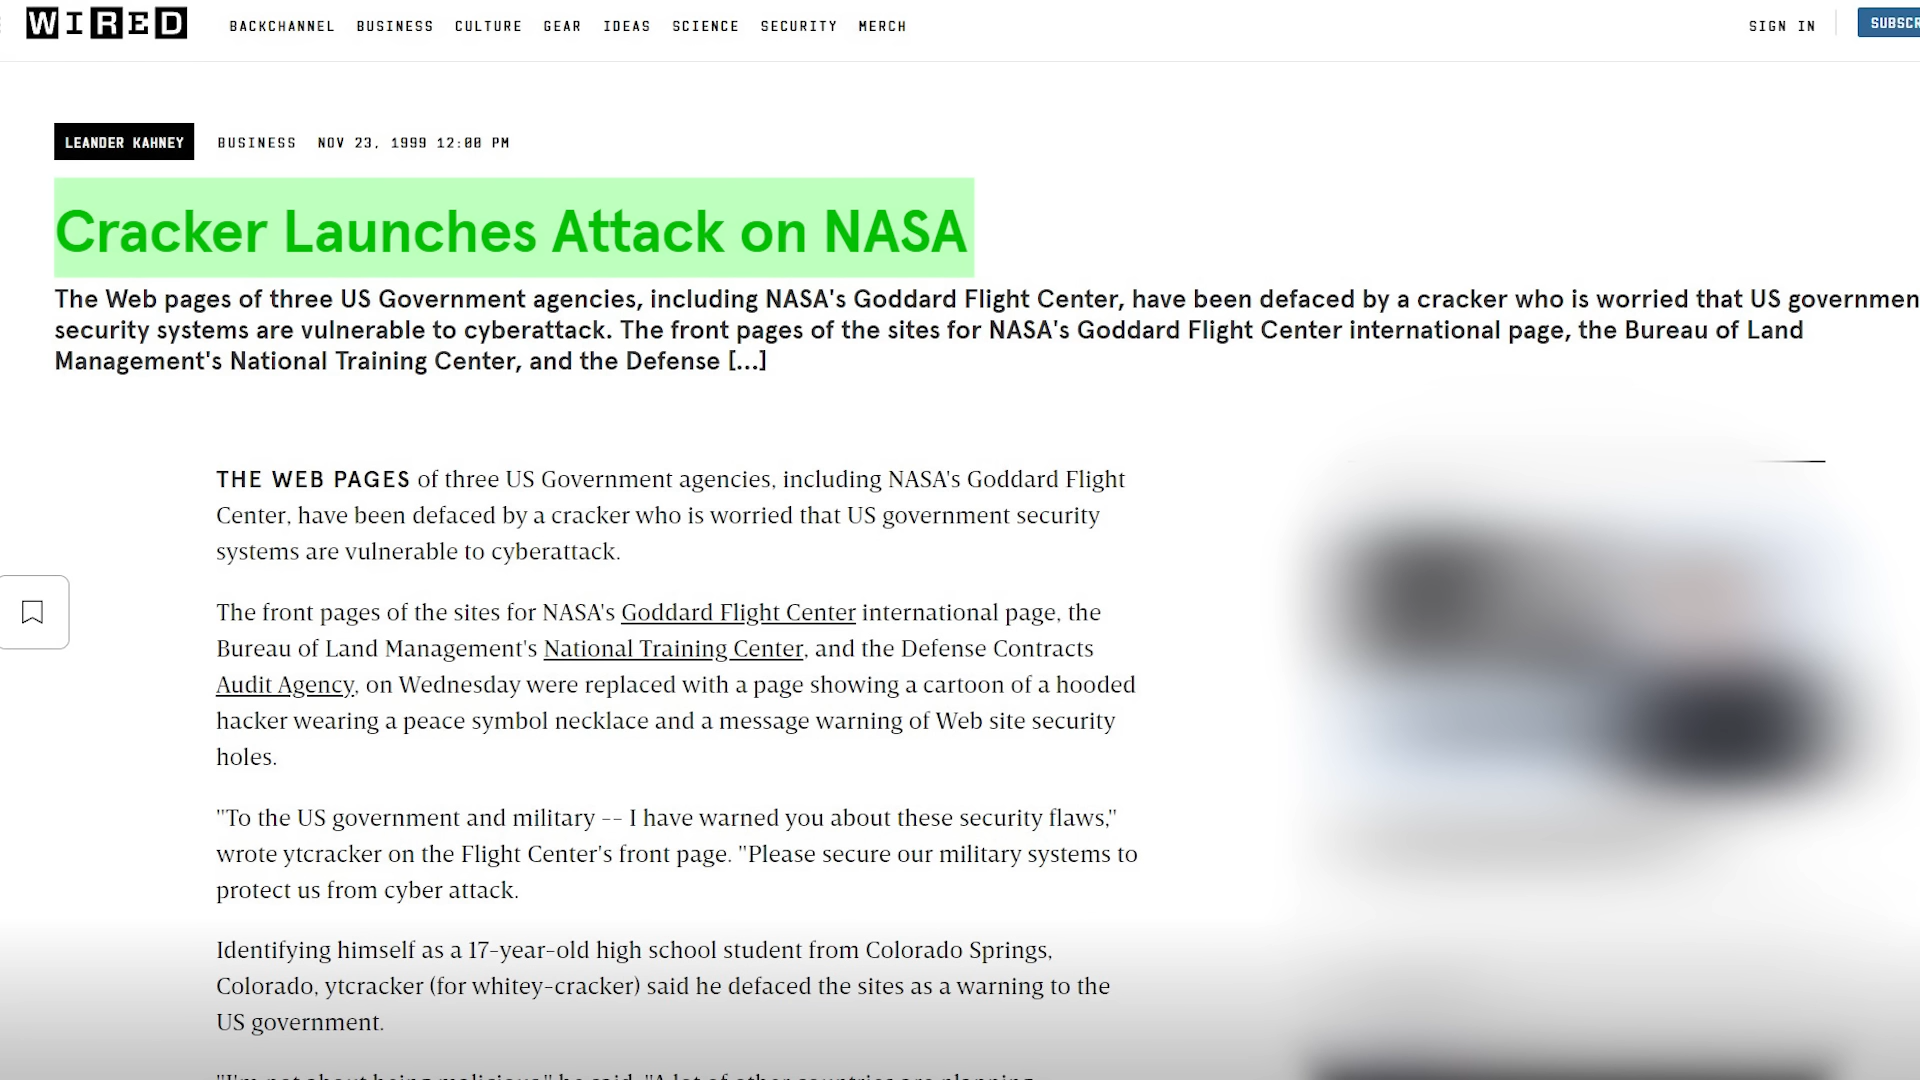 WIRED
BACKCHANNEL BUSINESS CULTURE GEAR IDEAS SCIENCE SECURITY MERCH
SIGN IN
LEANDER KAHNEY BUSINESS NOV 23, 1999 12:00 PM
Cracker Launches Attack on NASA
The Web pages of three US Government agencies, including NASA's Goddard Flight Center, have been defaced by a cracker who is worried that US governmen
security systems are vulnerable to cyberattack. The front pages of the sites for NASA's Goddard Flight Center international page, the Bureau of Land
Management's National Training Center, and the Defense [...]
THE WEB PAGES of three US Government agencies, including NASA's Goddard Flight
Center, have been defaced by a cracker who is worried that US government security
systems are vulnerable to cyberattack.
The front pages of the sites for NASA's Goddard Flight Center international page, the
Bureau of Land Management's National Training Center, and the Defense Contracts
Audit Agency, on Wednesday were replaced with a page showing a cartoon of a hooded
hacker wearing a peace symbol necklace and a message warning of Web site security
holes.
"To the US government and military -- I have warned you about these security flaws,"
wrote ytcracker on the Flight Center's front page. "Please secure our military systems to
protect us from cyber attack.
Identifying himself as a 17-year-old high school student from Colorado Springs,
Colorado, ytcracker (for whitey-cracker) said he defaced the sites as a warning to the
US government.